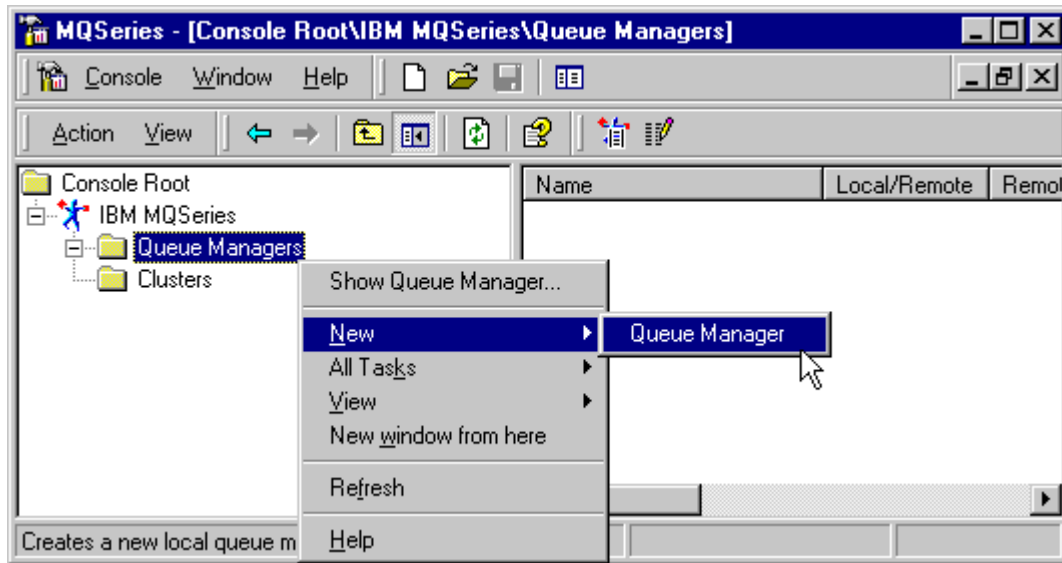 MQSeries - [Console Root\IBM MQSeries\Queue Managers]
Console Window Help
Action View
Console Root
Name Local/Remote
IBM MQSeries
Queue Managers
Clusters
Show Queue Manager...
New
Queue Manager
All Tasks
View
New window from here
Refresh
Help
Creates a new local queue